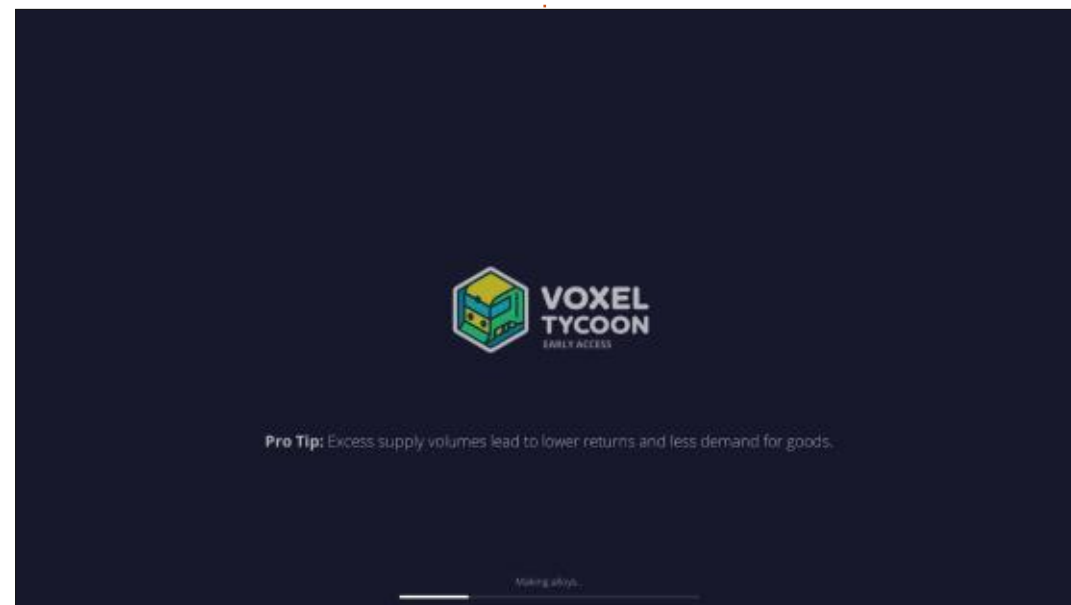 VOXEL
TYCOON
EARLY ACCESS
Pro Tip: Excess supply volumes lead to lower returns and less demand for goods.
Making alloys...